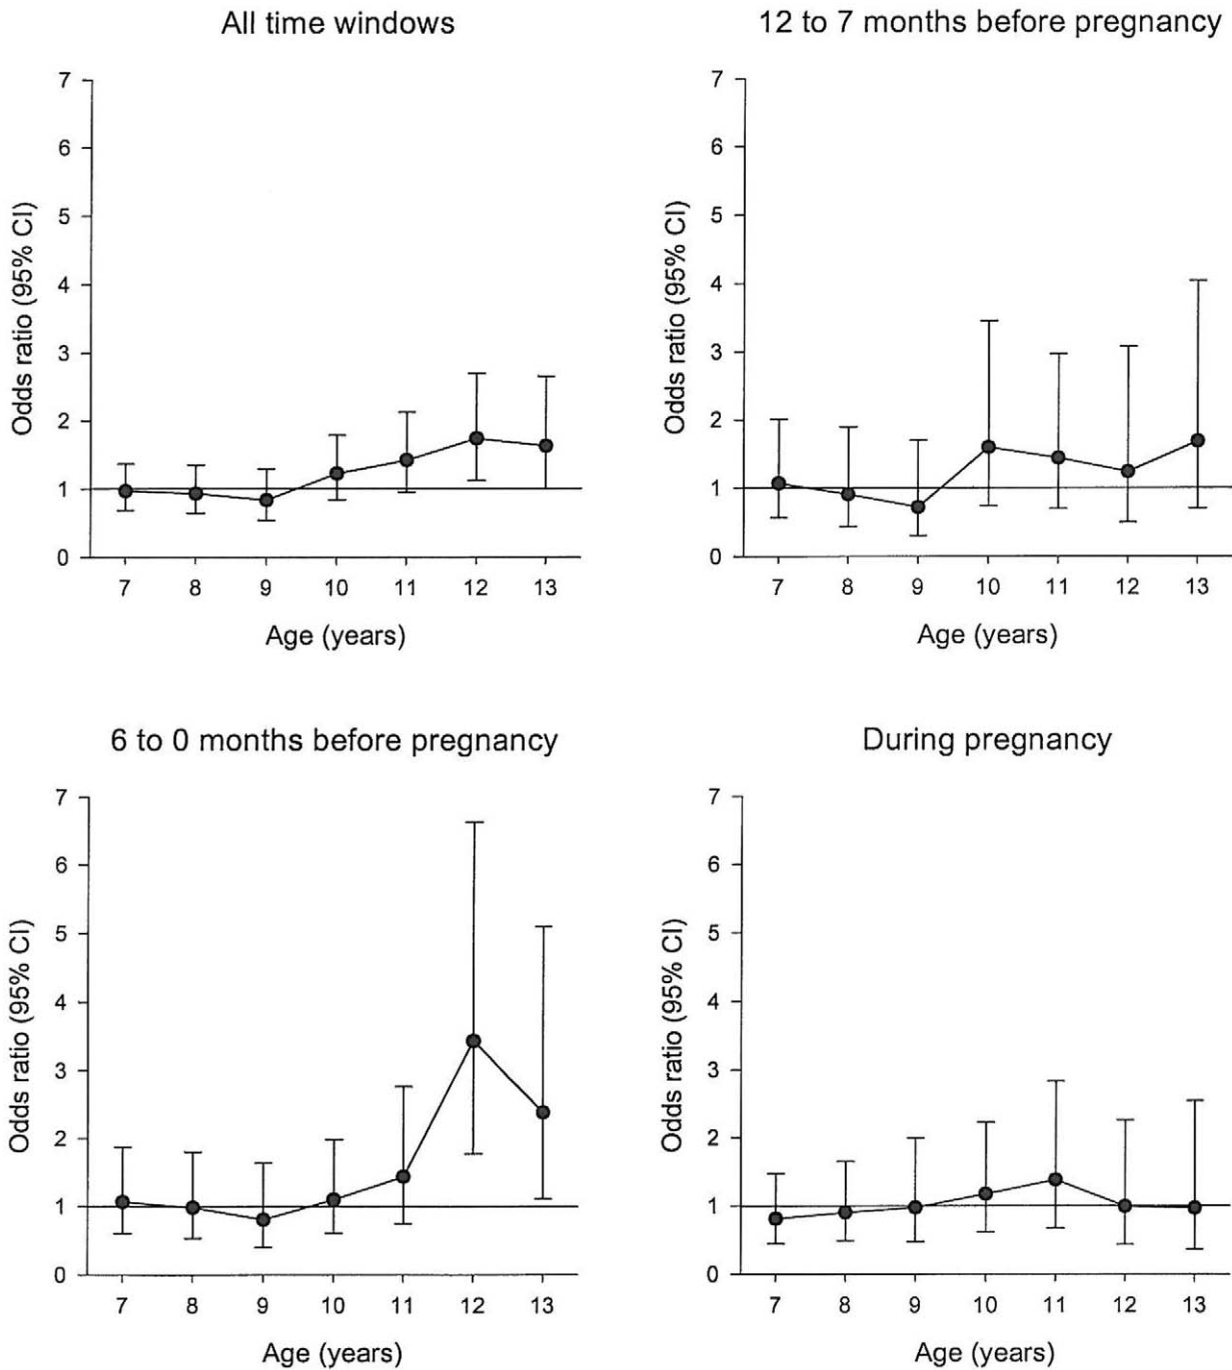 All time windows
12 to 7 months before pregnancy
Odds ratio (95% CI)
7
6
5
4
3
2
1
0
7 8 9 10 11 12 13
Age (years)
Odds ratio (95% CI)
7
6
5
4
3
2
1
0
7 8 9 10 11 12 13
Age (years)
6 to 0 months before pregnancy
During pregnancy
Odds ratio (95% CI)
7
6
5
4
3
2
1
0
7 8 9 10 11 12 13
Age (years)
Odds ratio (95% CI)
7
6
5
4
3
2
1
0
7 8 9 10 11 12 13
Age (years)